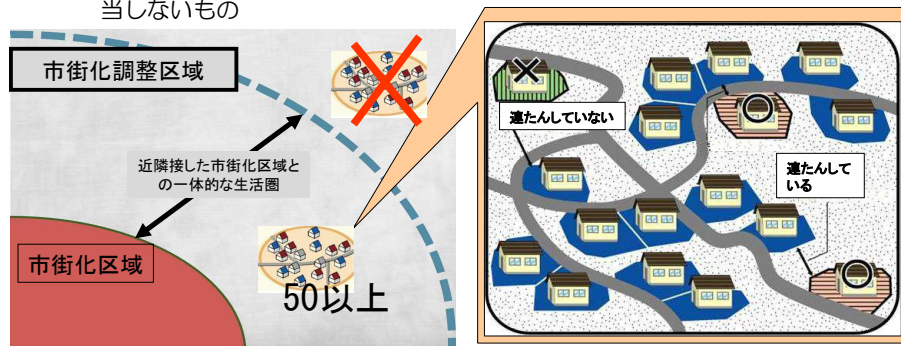 当しないもの
市街化調整区域
近隣接した市街化区域と
の一体的な生活圏
市街化区域
50以上
連たんしていない
連たんして
いる